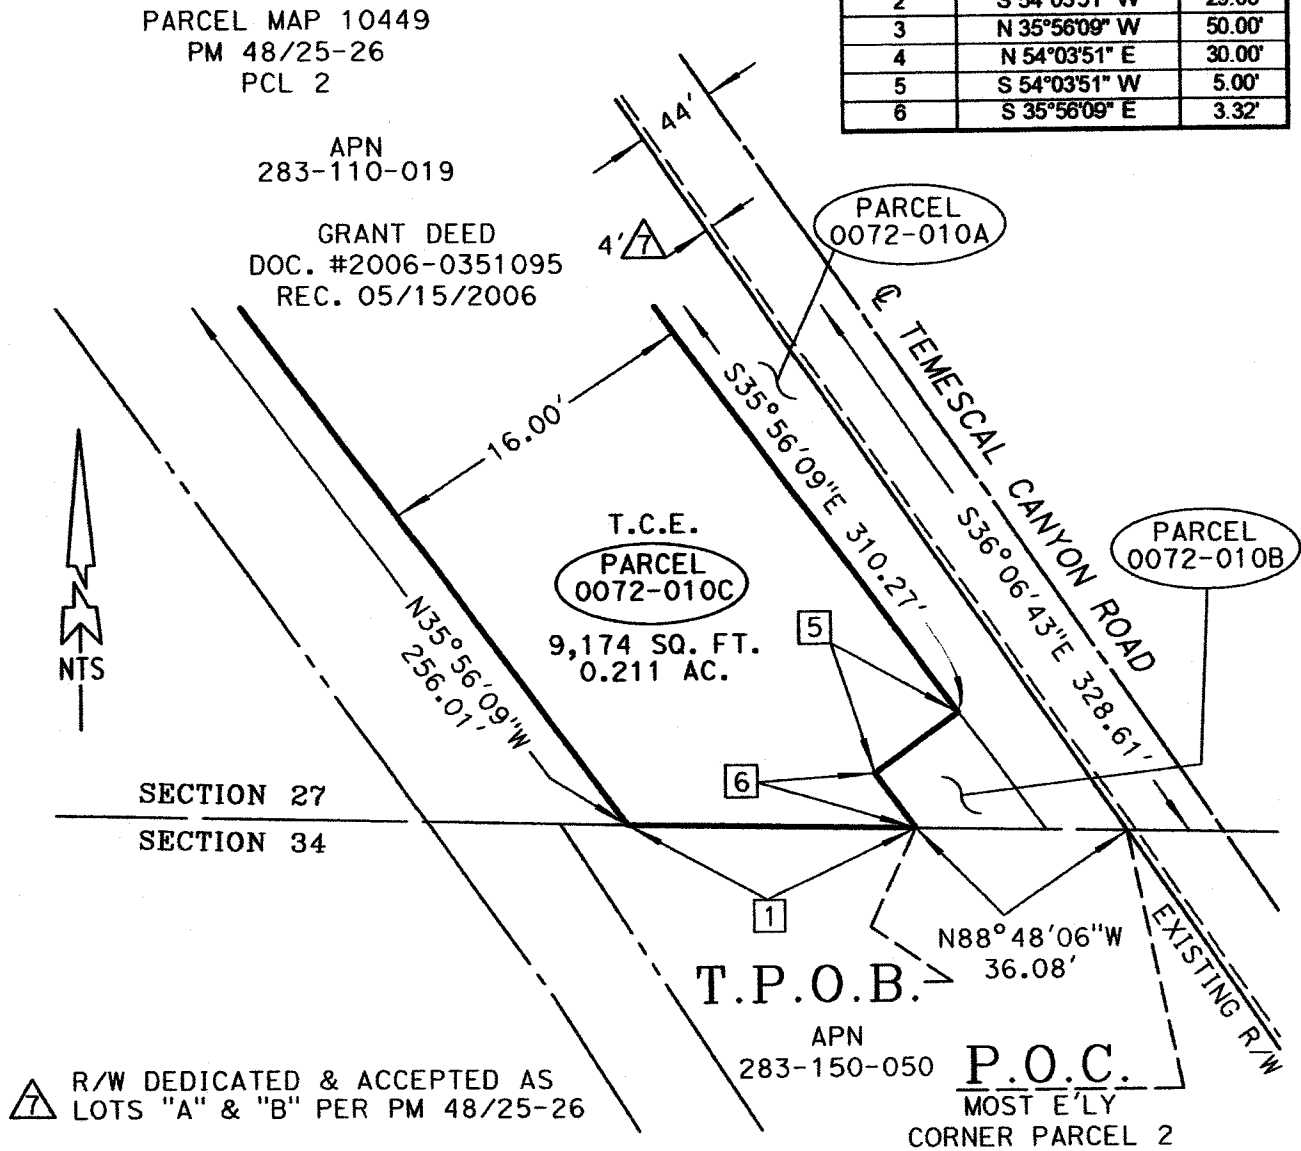 PARCEL MAP 10449
PM 48/25-26
PCL 2
APN
283-110-019
GRANT DEED
DOC. #2006-0351095
REC. 05/15/2006
2 S 54°03'51" W 25.00'
3 N 35°56'09" W 50.00'
4 N 54°03'51" E 30.00'
5 S 54°03'51" W 5.00'
6 S 35°56'09" E 3.32'
44'
4' 7
PARCEL
0072-010A
℄ TEMESCAL CANYON ROAD
S35°56'09"E 310.27'
S36°06'43"E 328.61'
16.00'
T.C.E.
PARCEL
0072-010C
9,174 SQ. FT.
0.211 AC.
PARCEL
0072-010B
N35°56'09"W
256.01'
NTS
5
6
SECTION 27
SECTION 34
1
N88°48'06"W
36.08'
EXISTING R/W
T.P.O.B.
APN
283-150-050
P.O.C.
MOST E'LY
CORNER PARCEL 2
7 R/W DEDICATED & ACCEPTED AS
LOTS "A" & "B" PER PM 48/25-26